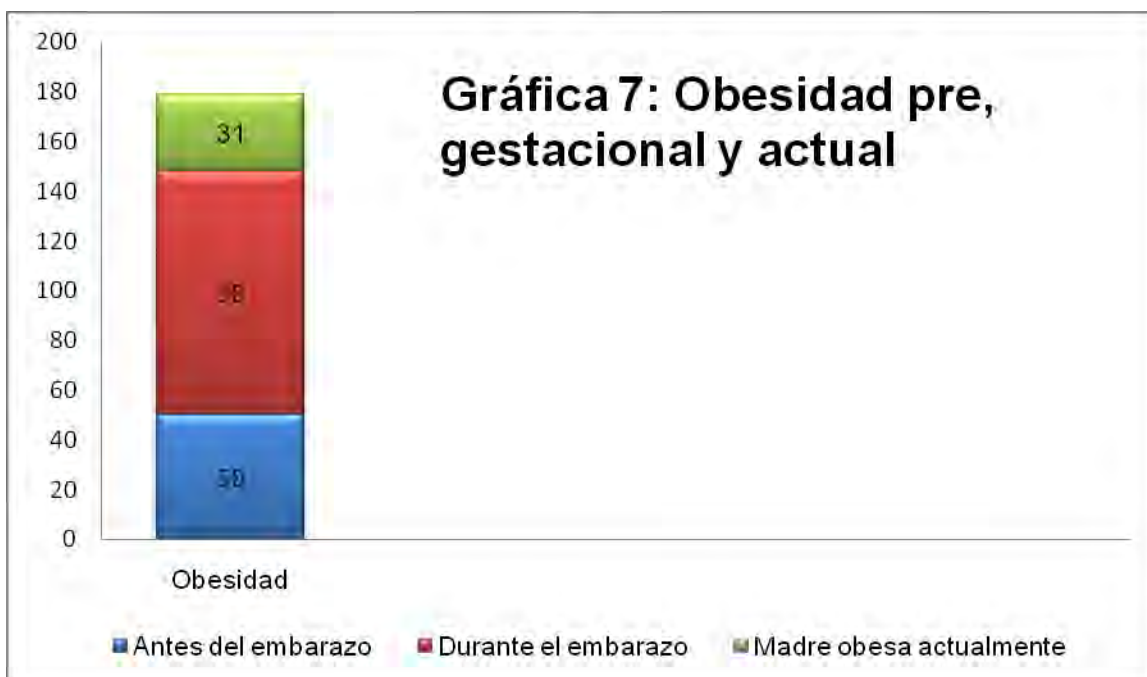 200
180
160
140
120
100
80
60
40
20
0
Gráfica 7: Obesidad pre,
gestacional y actual
31
98
50
Obesidad
Antes del embarazo
Durante el embarazo
Madre obesa actualmente